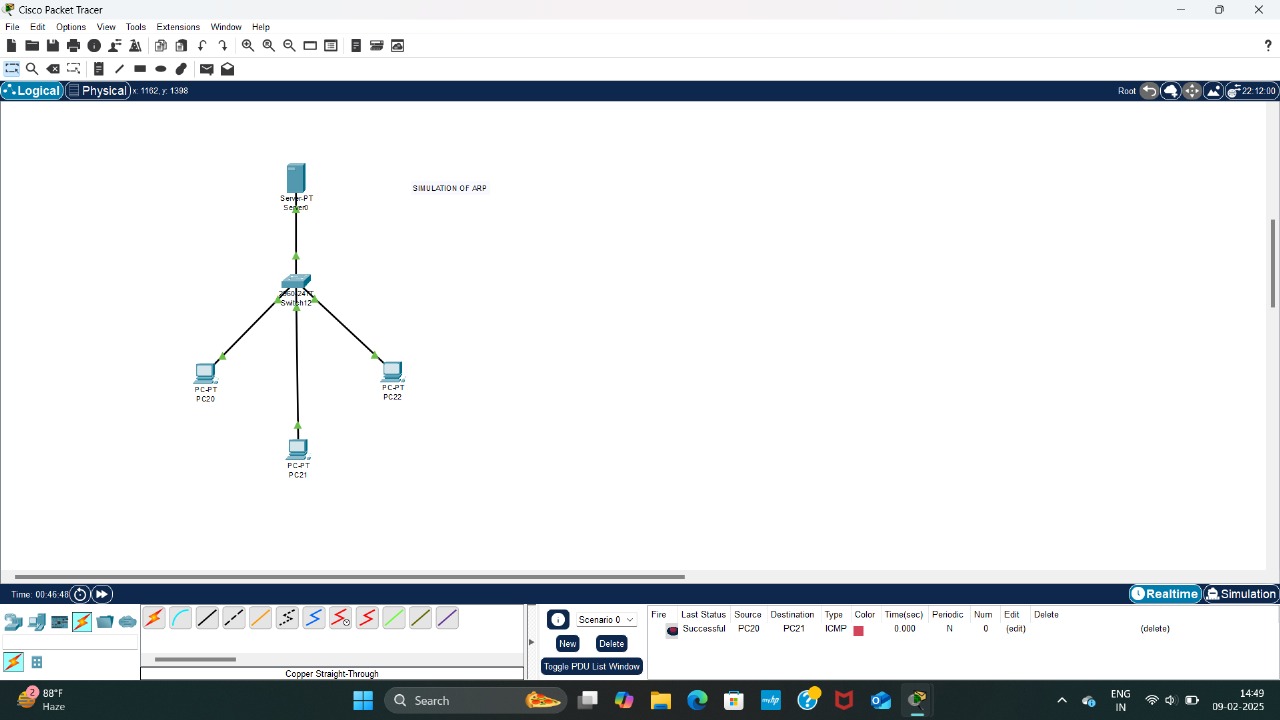 Cisco Packet Tracer
File Edit Options View Tools Extensions Window Help
?
Logical Physical x: 1162, y: 1398 Root 22:12:00
SIMULATION OF ARP
Server-PT
Server0
Switch12
PC-PT
PC20
PC-PT
PC22
PC-PT
PC21
Time: 00:46:48 Realtime Simulation
Scenario 0
New Delete
Toggle PDU List Window
Fire Last Status Source Destination Type Color Time(sec) Periodic Num Edit Delete
Successful PC20 PC21 ICMP 0.000 N 0 (edit) (delete)
Copper Straight-Through
2 88°F
Haze
Search
ENG
IN
14:49
09-02-2025